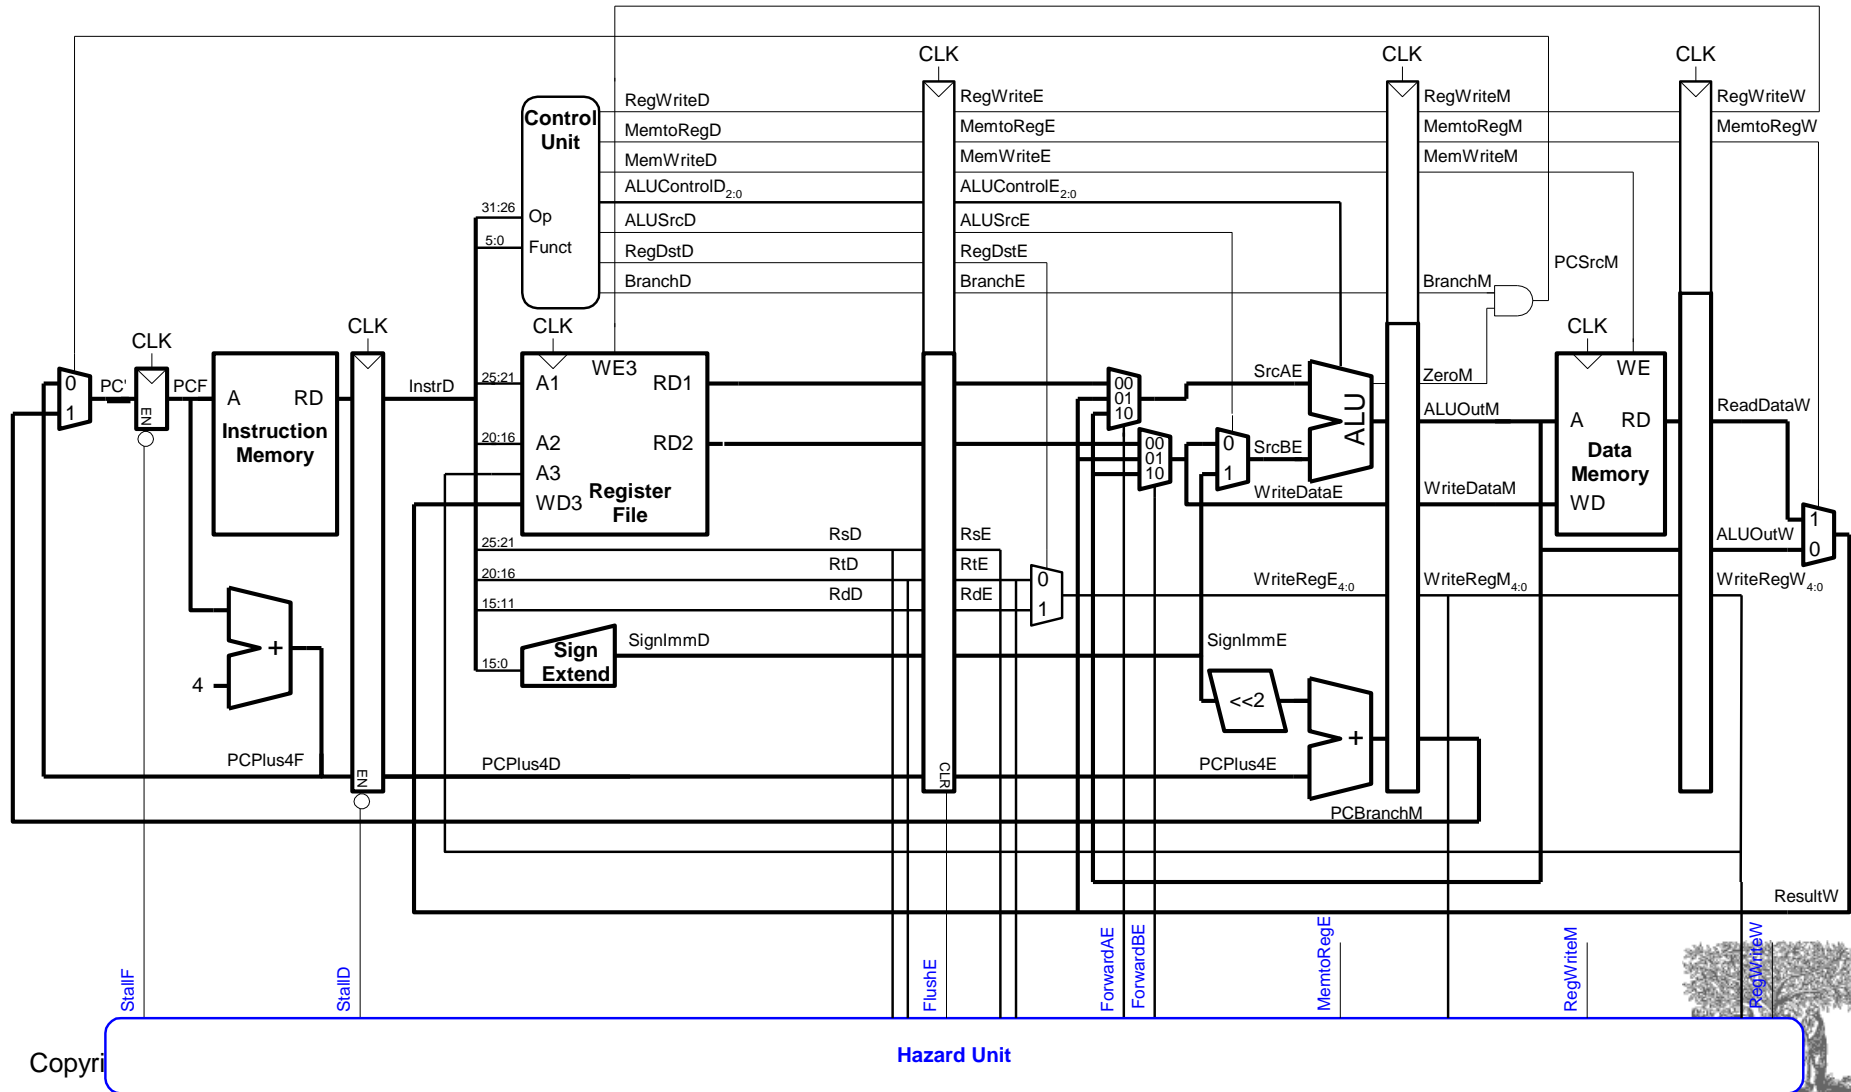 CLK CLK CLK
RegWriteD RegWriteE RegWriteM RegWriteW
Control Unit
MemtoRegD MemtoRegE MemtoRegM MemtoRegW
MemWriteD MemWriteE MemWriteM
ALUControlD2:0 ALUControlE2:0
31:26 Op
ALUSrcD ALUSrcE
5:0 Funct
RegDstD RegDstE
PCSrcM
BranchD BranchE BranchM
CLK CLK CLK CLK
0 1
PC'
EN
PCF
A RD
Instruction Memory
InstrD
25:21 A1
WE3
RD1
00 01 10
SrcAE
ALU
ZeroM
WE
20:16 A2
RD2
00 01 10
0 1
SrcBE
ALUOutM
A RD
ReadDataW
Data Memory
A3
Register File
WD3
WriteDataE WriteDataM
WD
1 0
25:21 RsD RsE
ALUOutW
20:16 RtD RtE
0 1
WriteRegE4:0 WriteRegM4:0 WriteRegW4:0
15:11 RdD RdE
+
4
SignImmD SignImmE
Sign Extend
15:0
<<2
+
PCPlus4F
EN
PCPlus4D
CLR
PCPlus4E
PCBranchM
ResultW
StallF
StallD
FlushE
ForwardAE
ForwardBE
MemtoRegE
RegWriteM
RegWriteW
Hazard Unit
Copyri